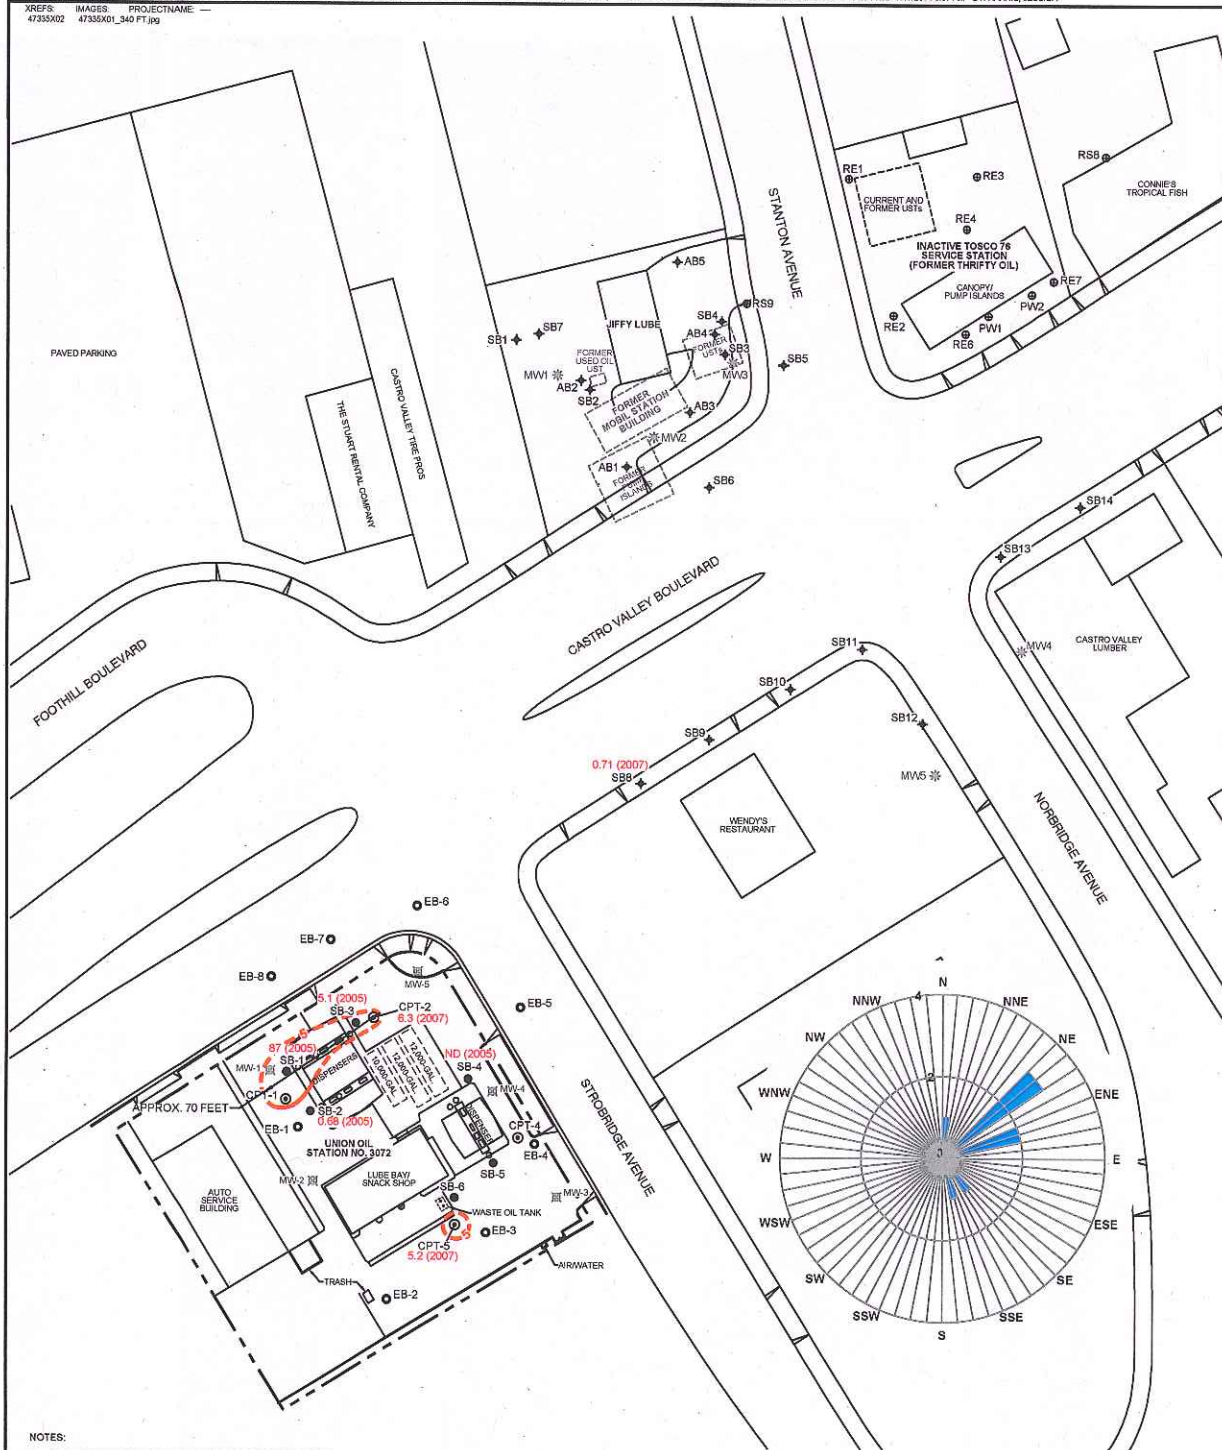 XREFS: IMAGES: PROJECTNAME: —
47335X02 47335X01_340 FT.jpg
PAVED PARKING
THE STUART RENTAL COMPANY
CASTRO VALLEY TIRE PROS
SB1
SB7
MW1
FORMER
USED OIL
UST
AB2
SB2
JIFFY LUBE
AB5
SB4
AB4
FORMER
USTs
SB3
MW3
RS9
SB5
FORMER
MOBIL STATION
BUILDING
AB3
MW2
AB1
FORMER
PUMP
ISLANDS
SB6
STANTON AVENUE
RE1
CURRENT AND
FORMER USTs
RE3
RE4
INACTIVE TOSCO 76
SERVICE STATION
(FORMER THRIFTY OIL)
CANOPY/
PUMP ISLANDS
RE7
PW2
PW1
RE2
RE6
RS8
CONNIE'S
TROPICAL FISH
SB14
SB13
MW4
CASTRO VALLEY
LUMBER
FOOTHILL BOULEVARD
CASTRO VALLEY BOULEVARD
SB11
SB10
SB9
SB12
0.71 (2007)
SB8
MW5
WENDY'S
RESTAURANT
NORBRIDGE AVENUE
STROBRIDGE AVENUE
EB-6
EB-7
EB-8
MW-5
EB-5
5.1 (2005)
SB-3
CPT-2
6.3 (2007)
5
87 (2005)
SB-1
MW-1
DISPENSERS
10,000-GAL
12,000-GAL
12,000-GAL
ND (2005)
SB-4
MW-4
CPT-1
APPROX. 70 FEET
SB-2
0.68 (2005)
EB-1
DISPENSER
CPT-4
EB-4
UNION OIL
STATION NO. 3072
SB-5
LUBE BAY/
SNACK SHOP
MW-2
SB-6
MW-3
AUTO
SERVICE
BUILDING
WASTE OIL TANK
5
EB-3
CPT-5
5.2 (2007)
AIR/WATER
TRASH
EB-2
N
NNE
NE
ENE
E
ESE
SE
SSE
S
SSW
SW
WSW
W
WNW
NW
NNW
4
2
0
NOTES: